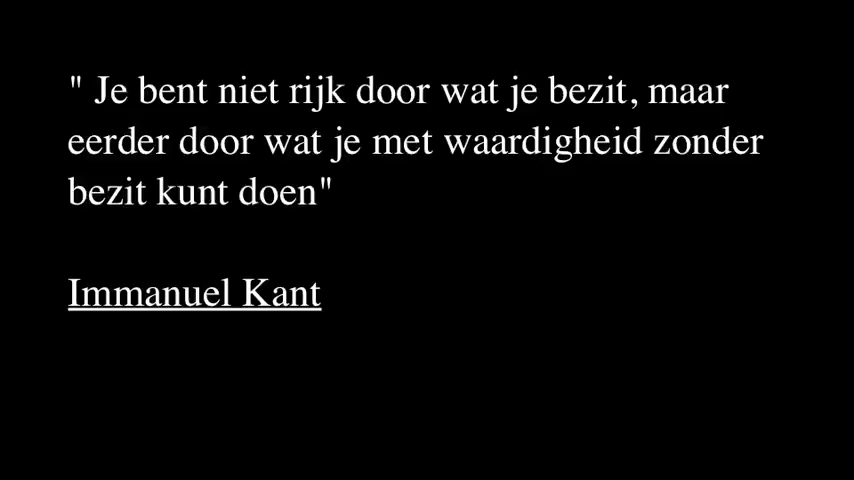 " Je bent niet rijk door wat je bezit, maar
eerder door wat je met waardigheid zonder
bezit kunt doen"
Immanuel Kant